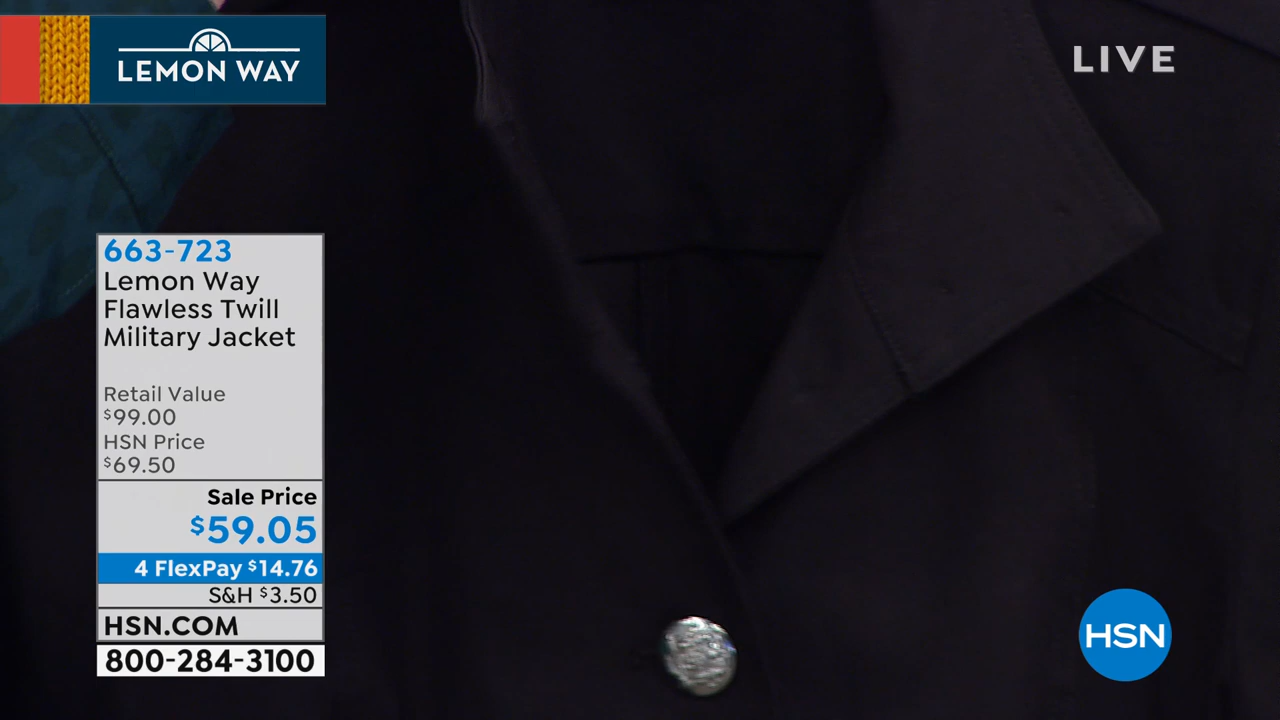 LEMON WAY
LIVE
663-723
Lemon Way
Flawless Twill
Military Jacket
Retail Value
$99.00
HSN Price
$69.50
Sale Price
$59.05
4 FlexPay $14.76
S&H $3.50
HSN.COM
800-284-3100
HSN